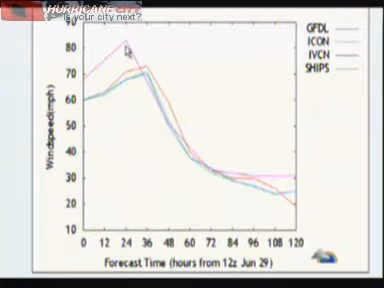 HURRICANE CITY
is your city next?
90
80
70
60
50
40
30
20
10
Windspeed(mph)
0 12 24 36 48 60 72 84 96 108 120
Forecast Time (hours from 12z Jun 29)
GFDL
ICON
IVCN
SHIPS